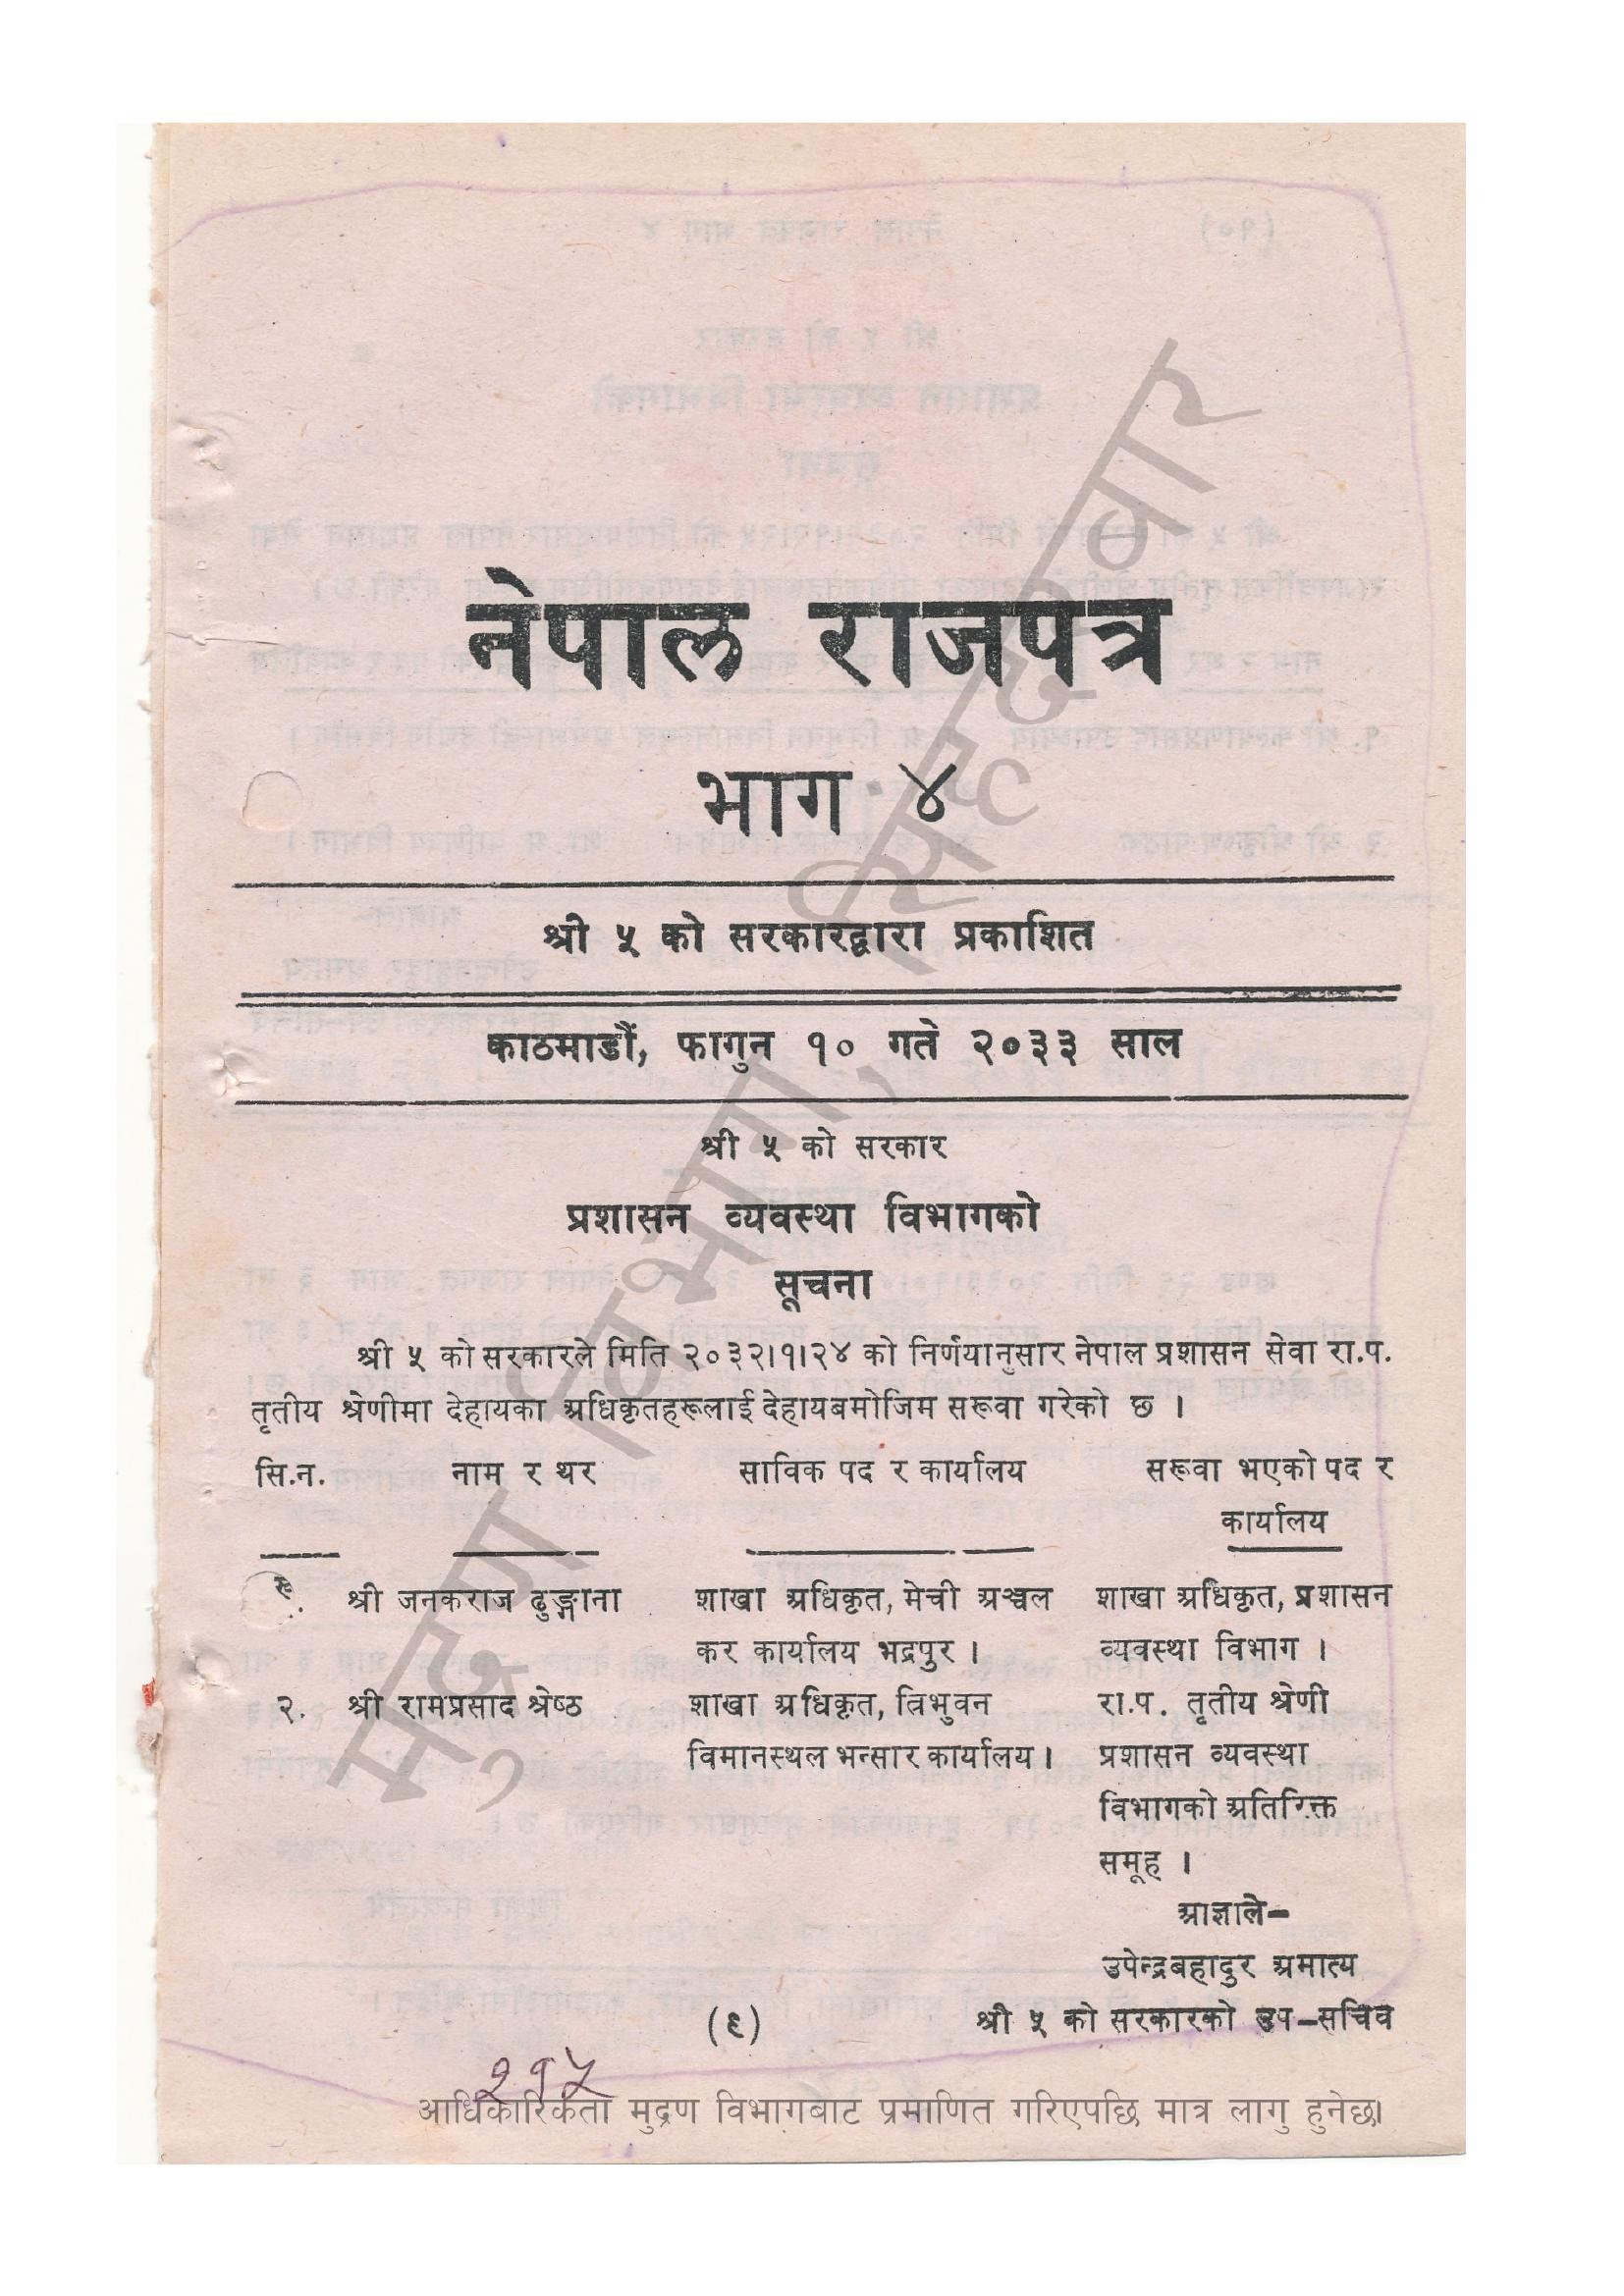 नेपाल राजपत्र
भाग ४
श्री ५ को सरकारद्वारा प्रकाशित
काठमाडौं, फागुन १० गते २०३३ साल
श्री ५ को सरकार
प्रशासन व्यवस्था विभागको
सूचना
श्री ५ को सरकारले मिति २०३२।१।२४ को निर्णयानुसार नेपाल प्रशासन सेवा रा.प.
तृतीय श्रेणीमा देहायका अधिकृतहरूलाई देहायबमोजिम सरूवा गरेको छ ।
सि.न. नाम र थर साविक पद र कार्यालय सरूवा भएको पद र
कार्यालय
श्री जनकराज ढुङ्गाना शाखा अधिकृत, मेची अञ्चल शाखा अधिकृत, प्रशासन
कर कार्यालय भद्रपुर । व्यवस्था विभाग ।
२. श्री रामप्रसाद श्रेष्ठ शाखा अधिकृत, त्रिभुवन रा.प. तृतीय श्रेणी
विमानस्थल भन्सार कार्यालय । प्रशासन व्यवस्था
विभागको अतिरिक्त
समूह ।
आज्ञाले–
उपेन्द्रबहादुर अमात्य
(९) श्री ५ को सरकारको उप–सचिव
२१५
आधिकारिकता मुद्रण विभागबाट प्रमाणित गरिएपछि मात्र लागु हुनेछ।
मुद्रण विभाग, सिंहदरबार